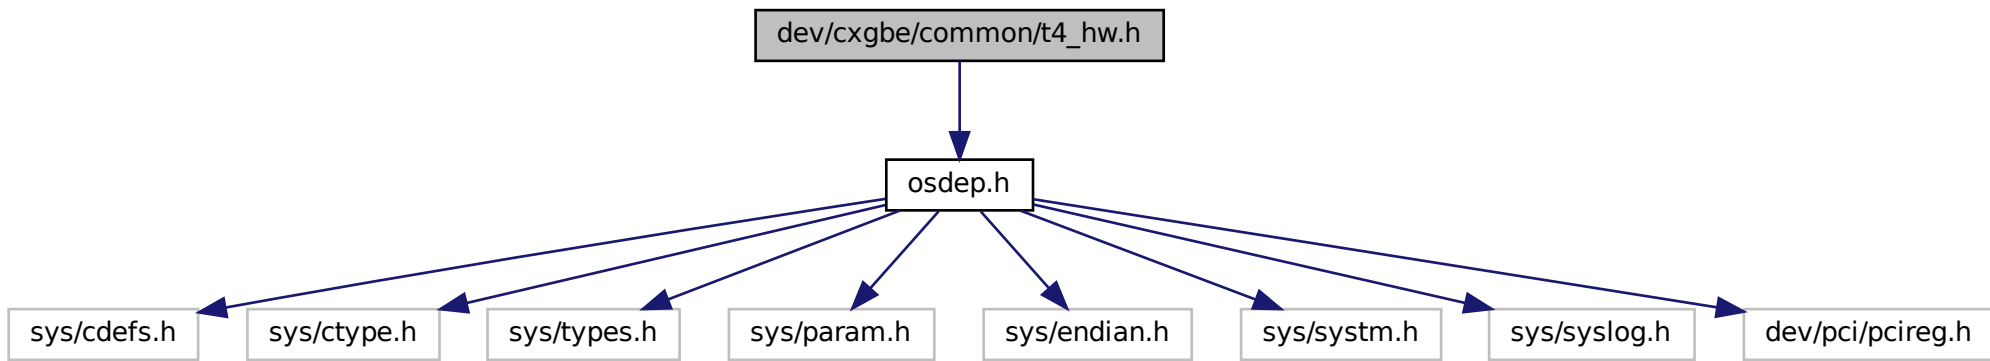 dev/cxgbe/common/t4_hw.h
osdep.h
sys/cdefs.h
sys/ctype.h
sys/types.h
sys/param.h
sys/endian.h
sys/systm.h
sys/syslog.h
dev/pci/pcireg.h